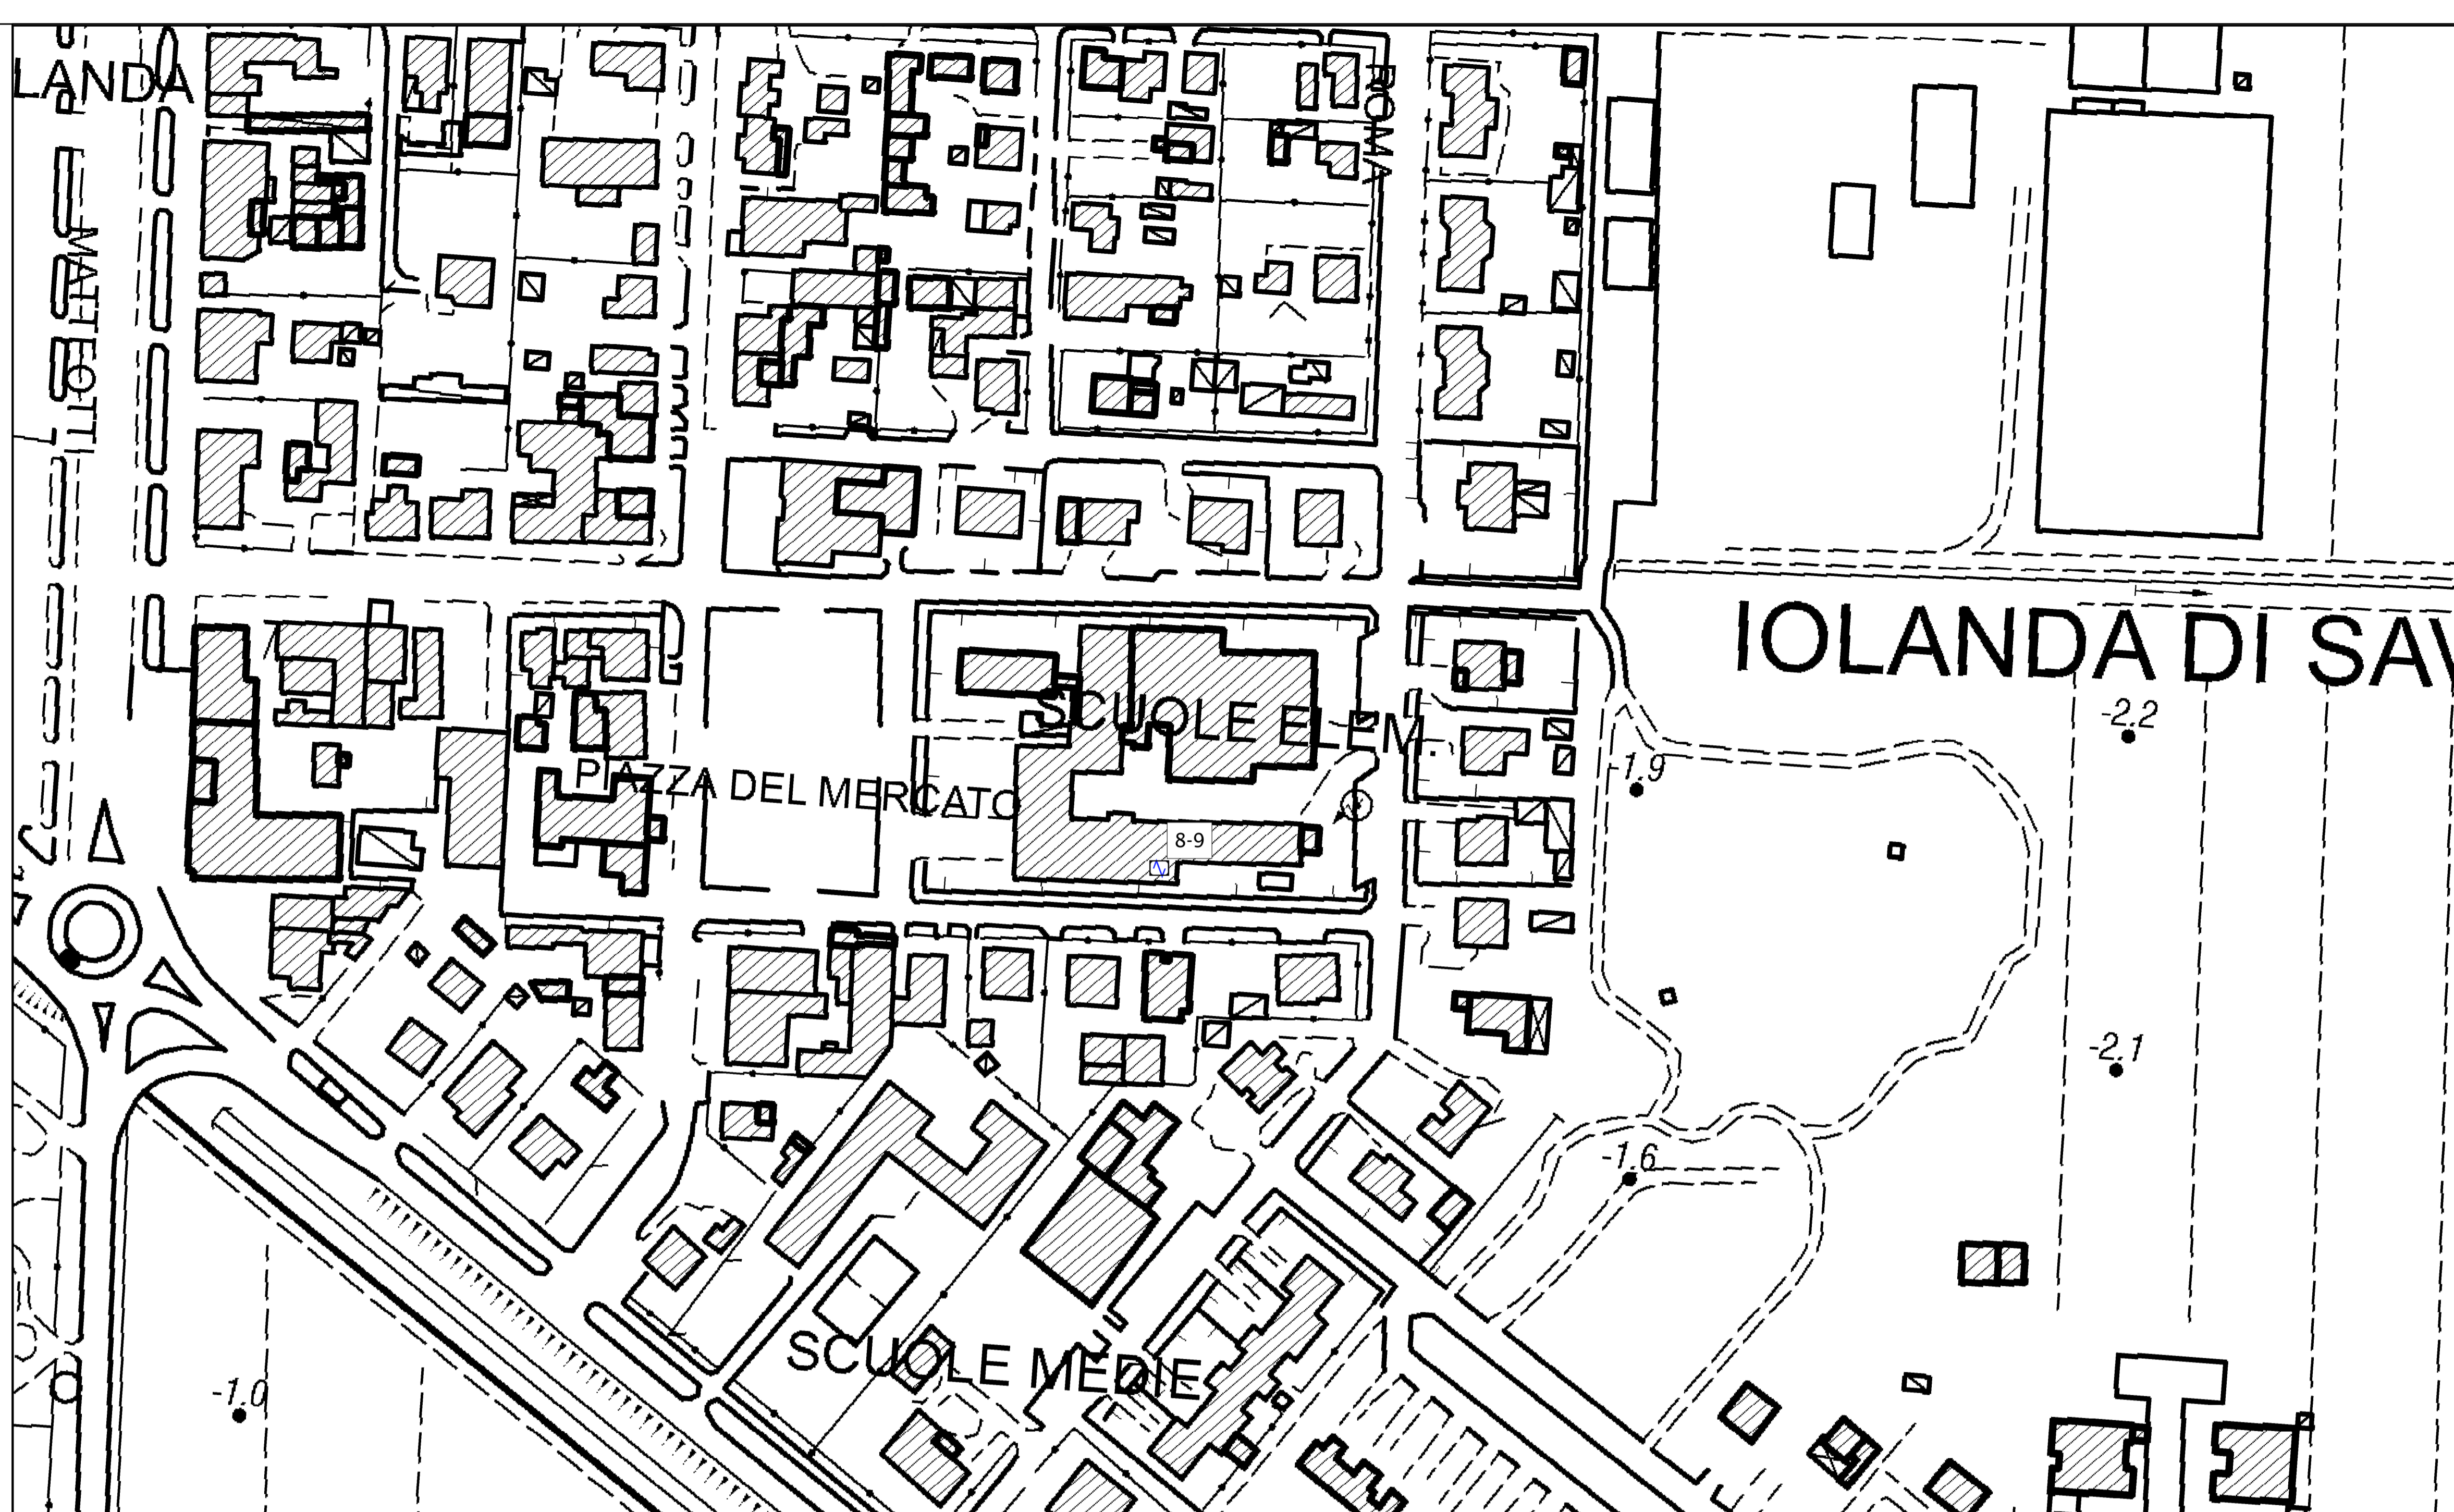 LANDA
ROMA
MATTEOTTI
IOLANDA DI SAV
SCUOLE ELEM.
-2.2
-1.9
PIAZZA DEL MERCATO
8-9
-2.1
-1.6
SCUOLE MEDIE
-1.0